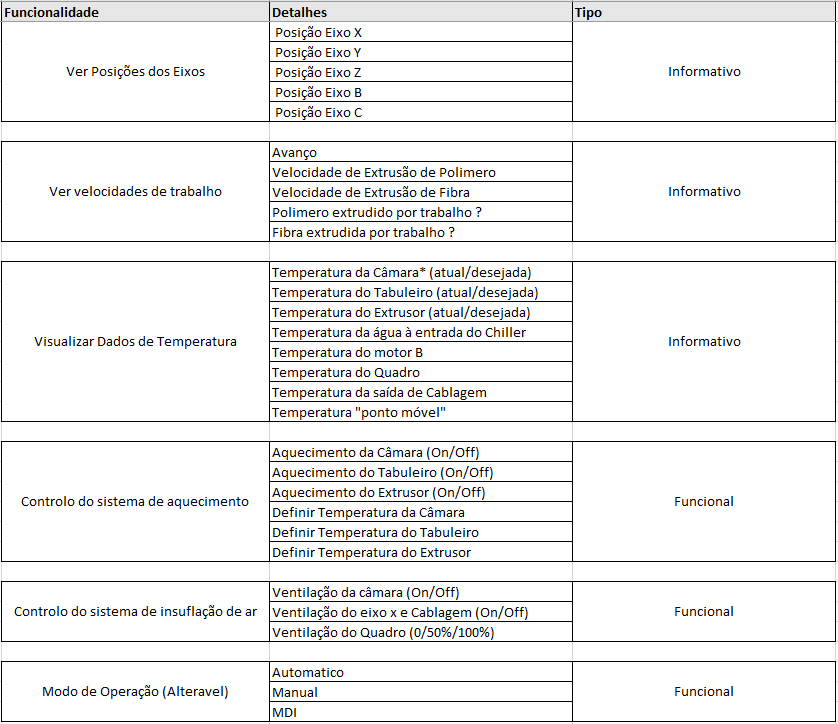 Funcionalidade Detalhes Tipo
Posição Eixo X
Posição Eixo Y
Ver Posições dos Eixos Posição Eixo Z Informativo
Posição Eixo B
Posição Eixo C
Avanço
Velocidade de Extrusão de Polimero
Ver velocidades de trabalho Velocidade de Extrusão de Fibra Informativo
Polimero extrudido por trabalho ?
Fibra extrudida por trabalho ?
Temperatura da Câmara* (atual/desejada)
Temperatura do Tabuleiro (atual/desejada)
Temperatura do Extrusor (atual/desejada)
Temperatura da água à entrada do Chiller
Visualizar Dados de Temperatura Informativo
Temperatura do motor B
Temperatura do Quadro
Temperatura da saída de Cablagem
Temperatura "ponto móvel"
Aquecimento da Câmara (On/Off)
Aquecimento do Tabuleiro (On/Off)
Aquecimento do Extrusor (On/Off)
Controlo do sistema de aquecimento Funcional
Definir Temperatura da Câmara
Definir Temperatura do Tabuleiro
Definir Temperatura do Extrusor
Ventilação da câmara (On/Off)
Controlo do sistema de insuflação de ar Ventilação do eixo x e Cablagem (On/Off) Funcional
Ventilação do Quadro (0/50%/100%)
Automatico
Modo de Operação (Alteravel) Manual Funcional
MDI